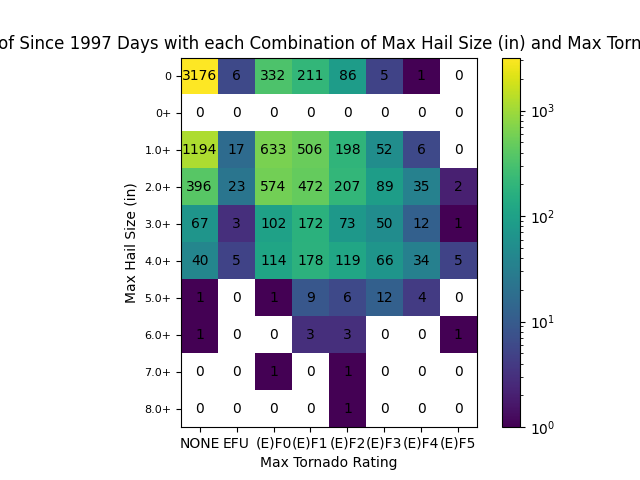 of Since 1997 Days with each Combination of Max Hail Size (in) and Max Torn
0 3176 6 332 211 86 5 1 0
0+ 0 0 0 0 0 0 0 0
1.0+ 1194 17 633 506 198 52 6 0
2.0+ 396 23 574 472 207 89 35 2
3.0+ 67 3 102 172 73 50 12 1
4.0+ 40 5 114 178 119 66 34 5
5.0+ 1 0 1 9 6 12 4 0
6.0+ 1 0 0 3 3 0 0 1
7.0+ 0 0 1 0 1 0 0 0
8.0+ 0 0 0 0 1 0 0 0
NONE EFU (E)F0 (E)F1 (E)F2 (E)F3 (E)F4 (E)F5
Max Tornado Rating
Max Hail Size (in)
10³
10²
10¹
10⁰